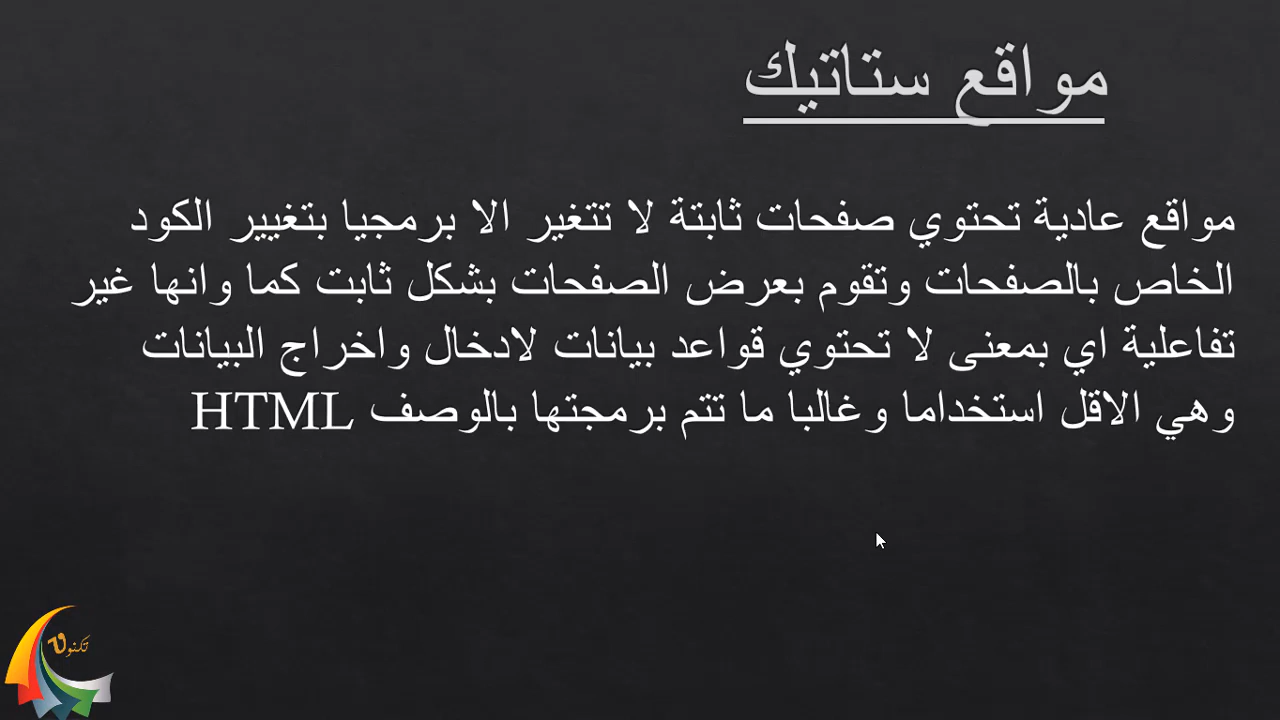 مواقع ستاتيك
مواقع عادية تحتوي صفحات ثابتة لا تتغير الا برمجيا بتغيير الكود
الخاص بالصفحات وتقوم بعرض الصفحات بشكل ثابت كما وانها غير
تفاعلية اي بمعنى لا تحتوي قواعد بيانات لادخال واخراج البيانات
وهي الاقل استخداما وغالبا ما تتم برمجتها بالوصف HTML
تكنو